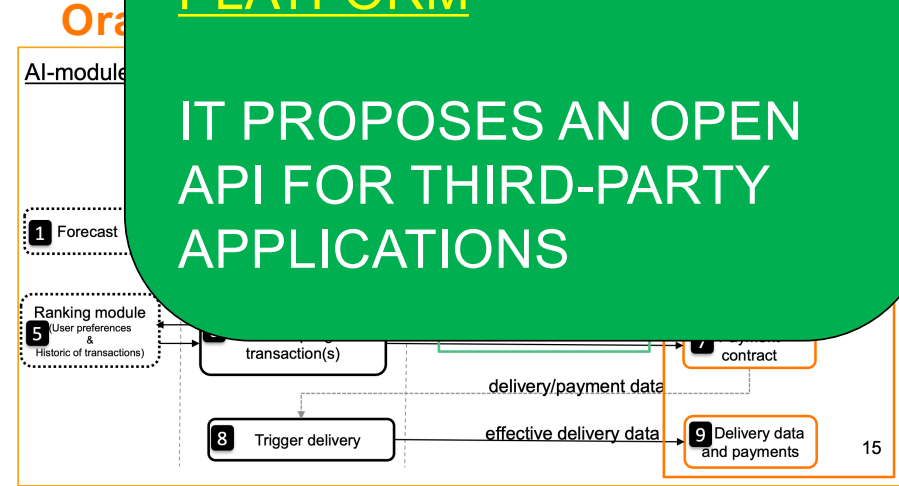 PLATFORM
Ora
AI-module
IT PROPOSES AN OPEN
API FOR THIRD-PARTY
APPLICATIONS
1 Forecast
Ranking module
5 (User preferences
&
Historic of transactions)
transaction(s)
7
contract
delivery/payment data
8 Trigger delivery
effective delivery data
9 Delivery data
and payments
15